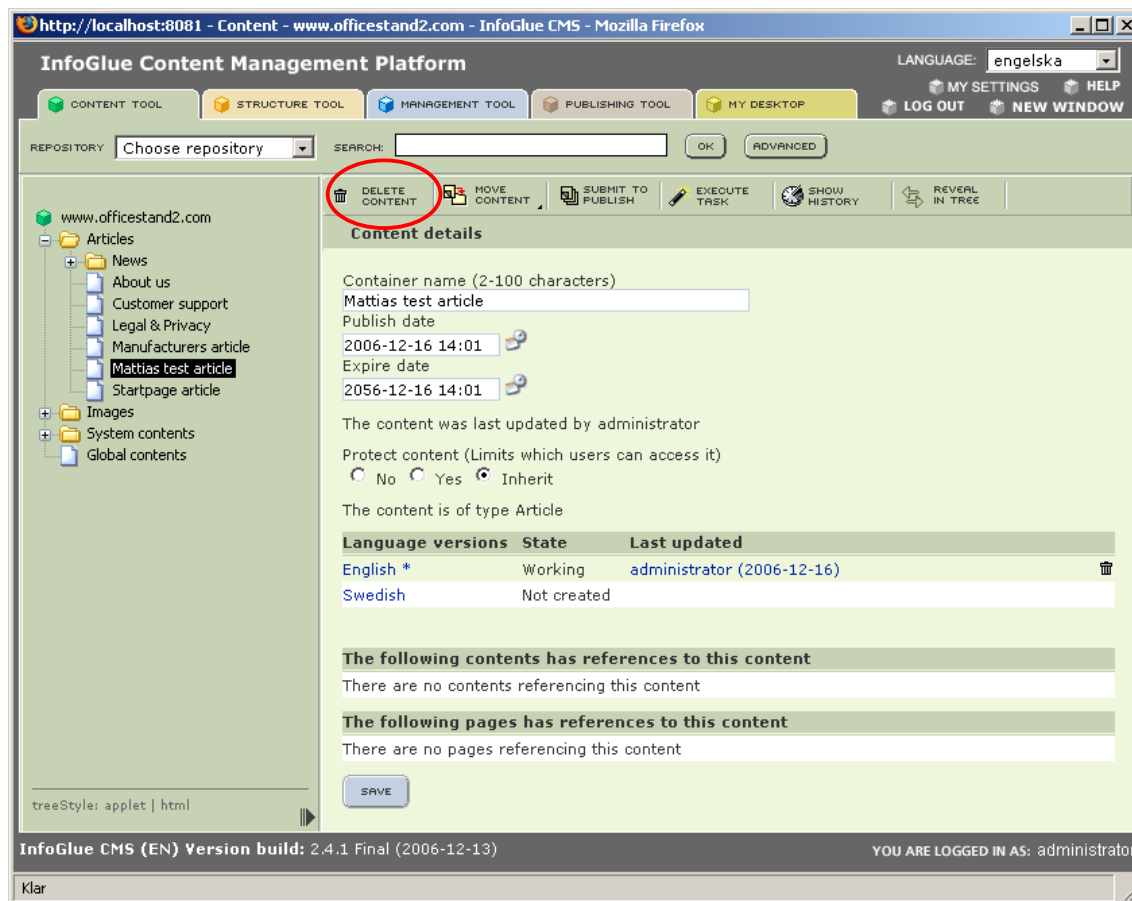 http://localhost:8081 - Content - www.officestand2.com - InfoGlue CMS - Mozilla Firefox
InfoGlue Content Management Platform
LANGUAGE: engelska
MY SETTINGS HELP
LOG OUT NEW WINDOW
CONTENT TOOL STRUCTURE TOOL MANAGEMENT TOOL PUBLISHING TOOL MY DESKTOP
REPOSITORY Choose repository SEARCH: OK ADVANCED
DELETE CONTENT MOVE CONTENT SUBMIT TO PUBLISH EXECUTE TASK SHOW HISTORY REVEAL IN TREE
www.officestand2.com
Articles
News
About us
Customer support
Legal & Privacy
Manufacturers article
Mattias test article
Startpage article
Images
System contents
Global contents
treeStyle: applet | html
Content details
Container name (2-100 characters)
Mattias test article
Publish date
2006-12-16 14:01
Expire date
2056-12-16 14:01
The content was last updated by administrator
Protect content (Limits which users can access it)
No Yes Inherit
The content is of type Article
Language versions State Last updated
English * Working administrator (2006-12-16)
Swedish Not created
The following contents has references to this content
There are no contents referencing this content
The following pages has references to this content
There are no pages referencing this content
SAVE
InfoGlue CMS (EN) Version build: 2.4.1 Final (2006-12-13)
YOU ARE LOGGED IN AS: administrator
Klar